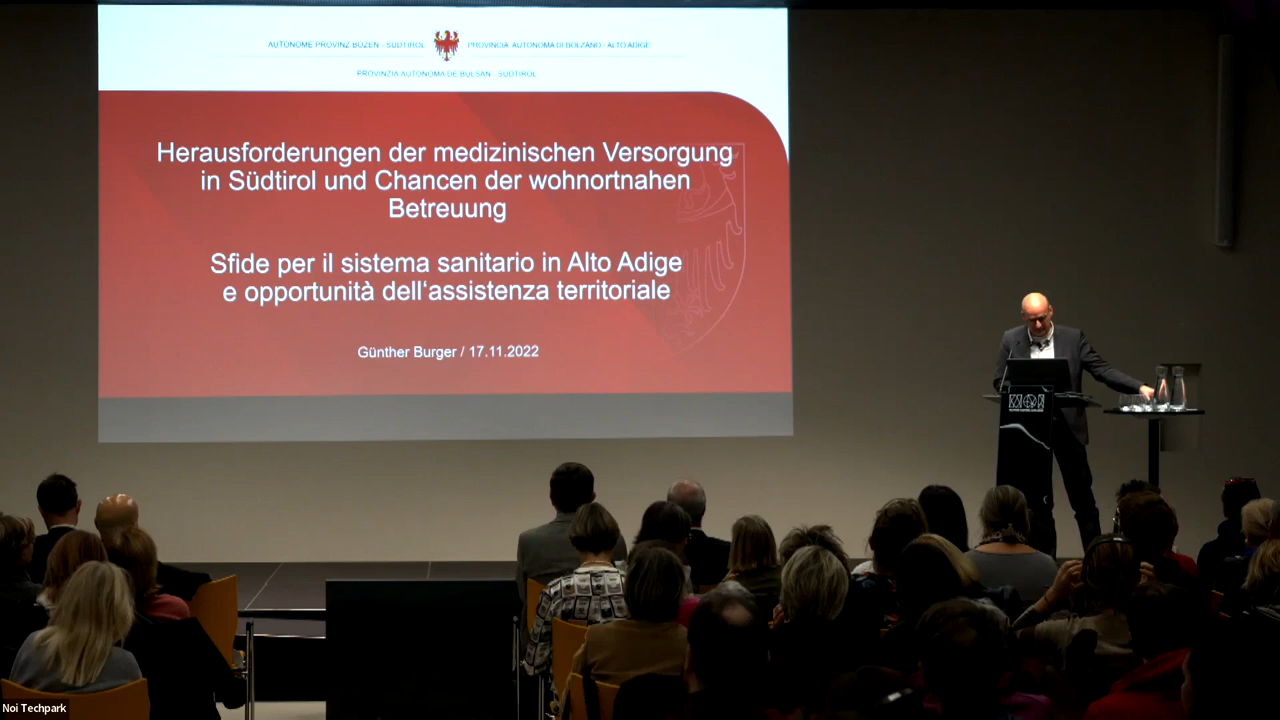 AUTONOME PROVINZ BOZEN - SÜDTIROL
PROVINCIA AUTONOMA DI BOLZANO - ALTO ADIGE
PROVINZIA AUTONOMA DE BULSAN - SÜDTIROL
Herausforderungen der medizinischen Versorgung
in Südtirol und Chancen der wohnortnahen
Betreuung
Sfide per il sistema sanitario in Alto Adige
e opportunità dell‘assistenza territoriale
Günther Burger / 17.11.2022
NOI
Noi Techpark